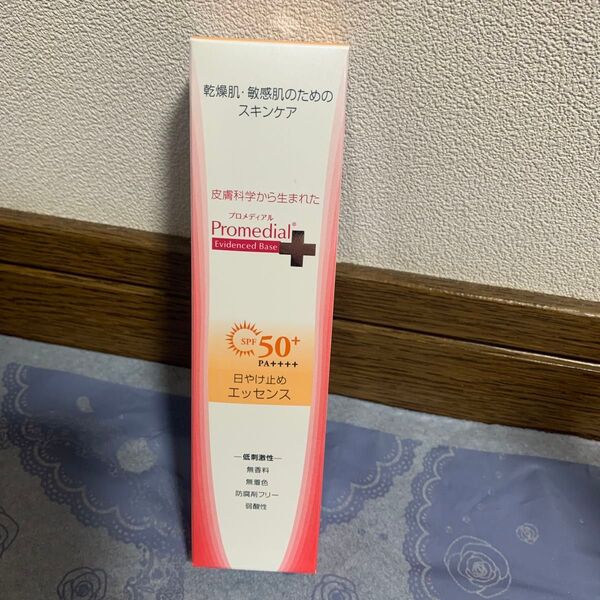 乾燥肌・敏感肌のための
スキンケア
皮膚科学から生まれた
プロメディアル
Promedial®
Evidenced Base
SPF 50+
PA++++
日やけ止め
エッセンス
―低刺激性―
無香料
無着色
防腐剤フリー
弱酸性